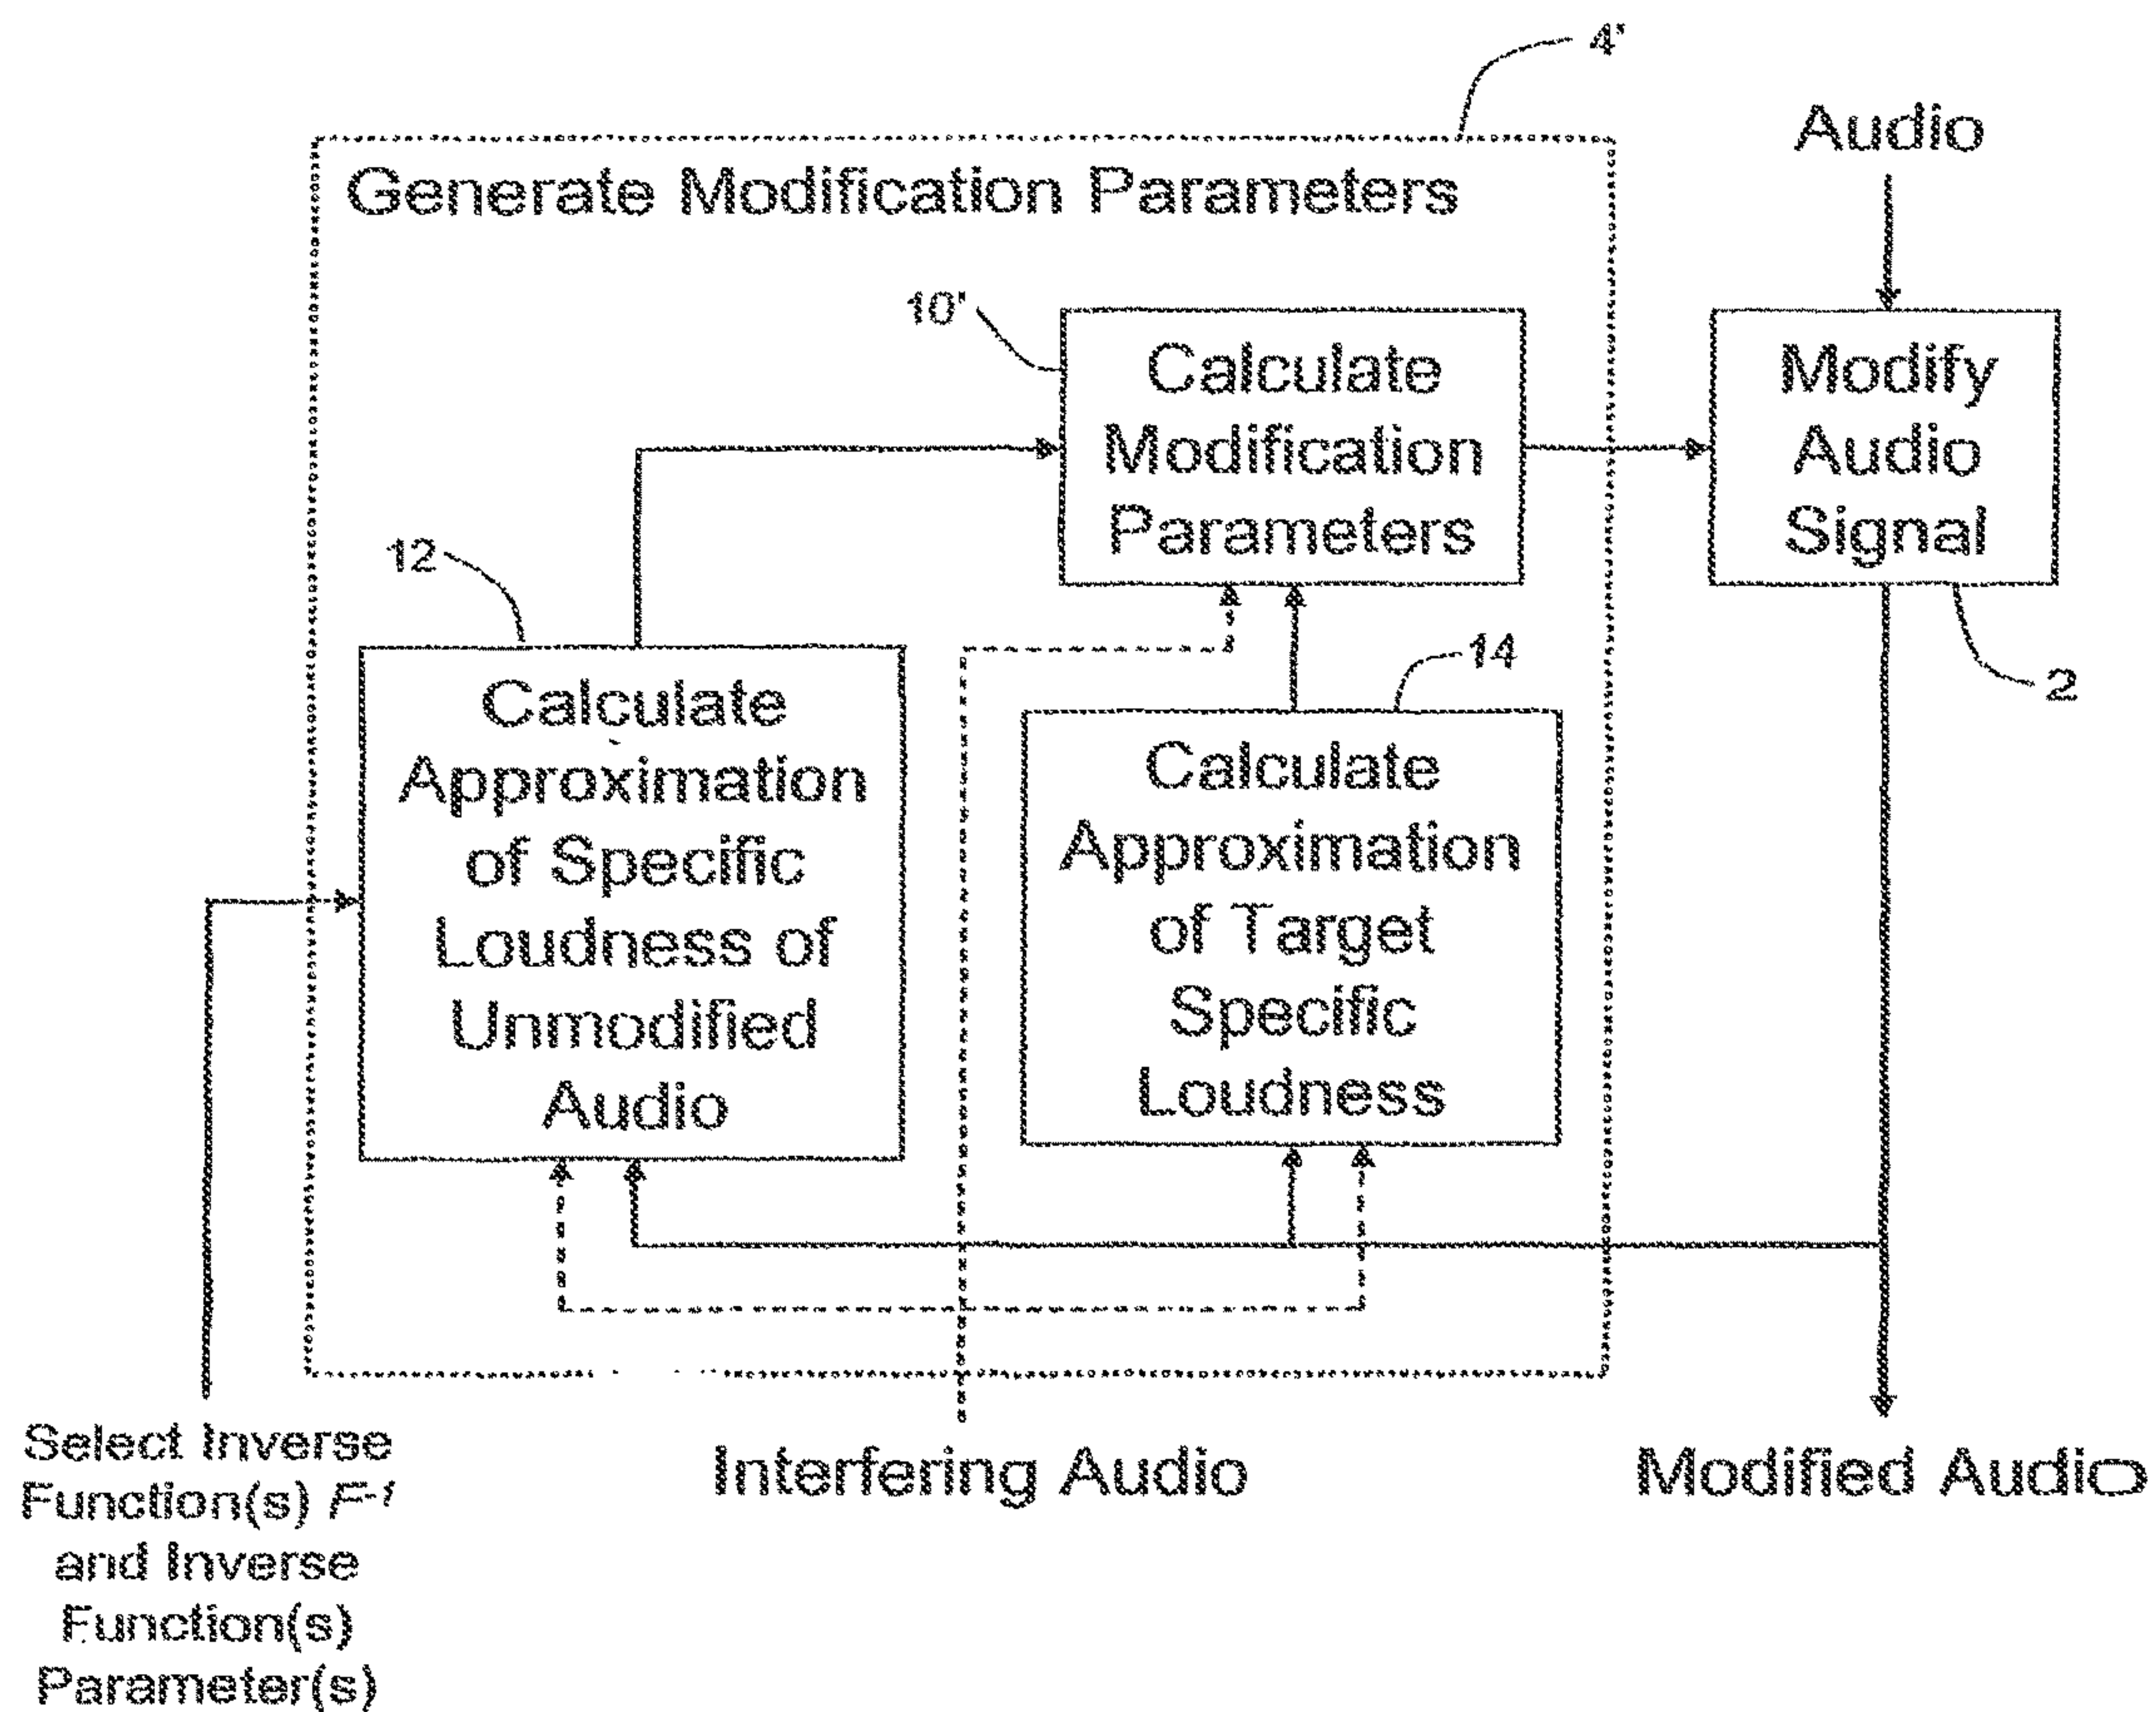 4'
Audio
Generate Modification Parameters
10'
Calculate
Modification
Parameters
Modify
Audio
Signal
12
14
2
Calculate
Approximation
of Specific
Loudness of
Unmodified
Audio
Calculate
Approximation
of Target
Specific
Loudness
Select Inverse
Function(s) F-1
and Inverse
Function(s)
Parameter(s)
Interfering Audio
Modified Audio